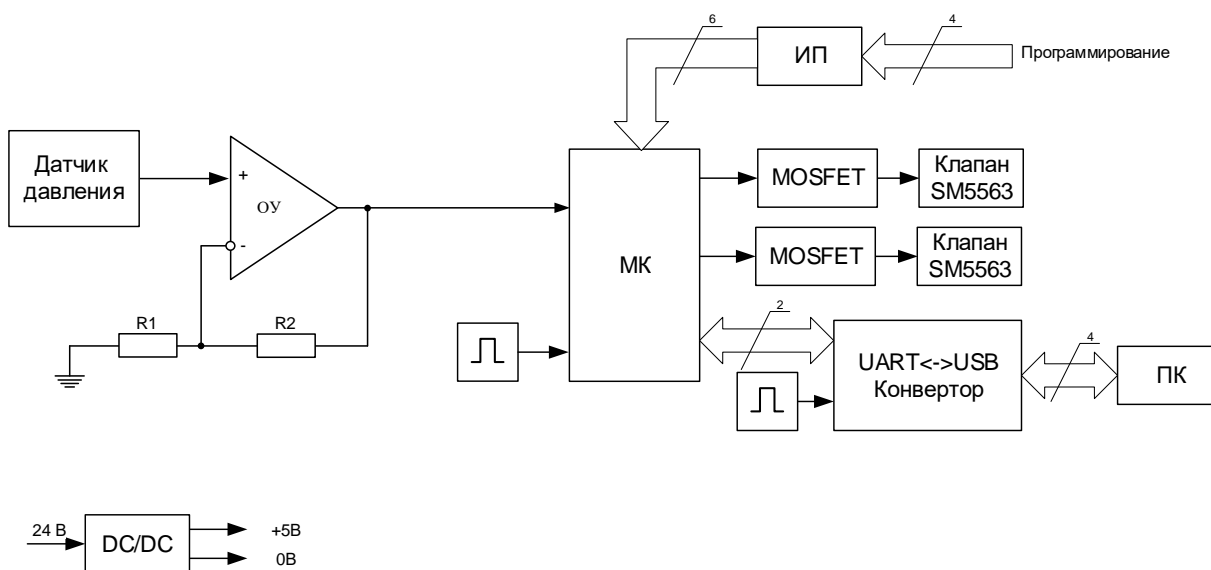 6
4
ИП
Программирование
Датчик
давления
+
ОУ
-
MOSFET
Клапан
SM5563
МК
MOSFET
Клапан
SM5563
R1
R2
2
UART<->USB
Конвертор
4
ПК
24 В
DC/DC
+5В
0В